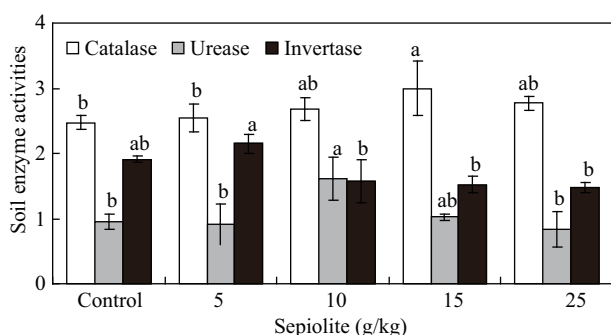 4
Catalase Urease Invertase
a
3
ab
ab
b
b
a
ab
a
b
2
b
b
b
ab
b
b
1
0
Control 5 10 15 25
Sepiolite (g/kg)
Soil enzyme activities